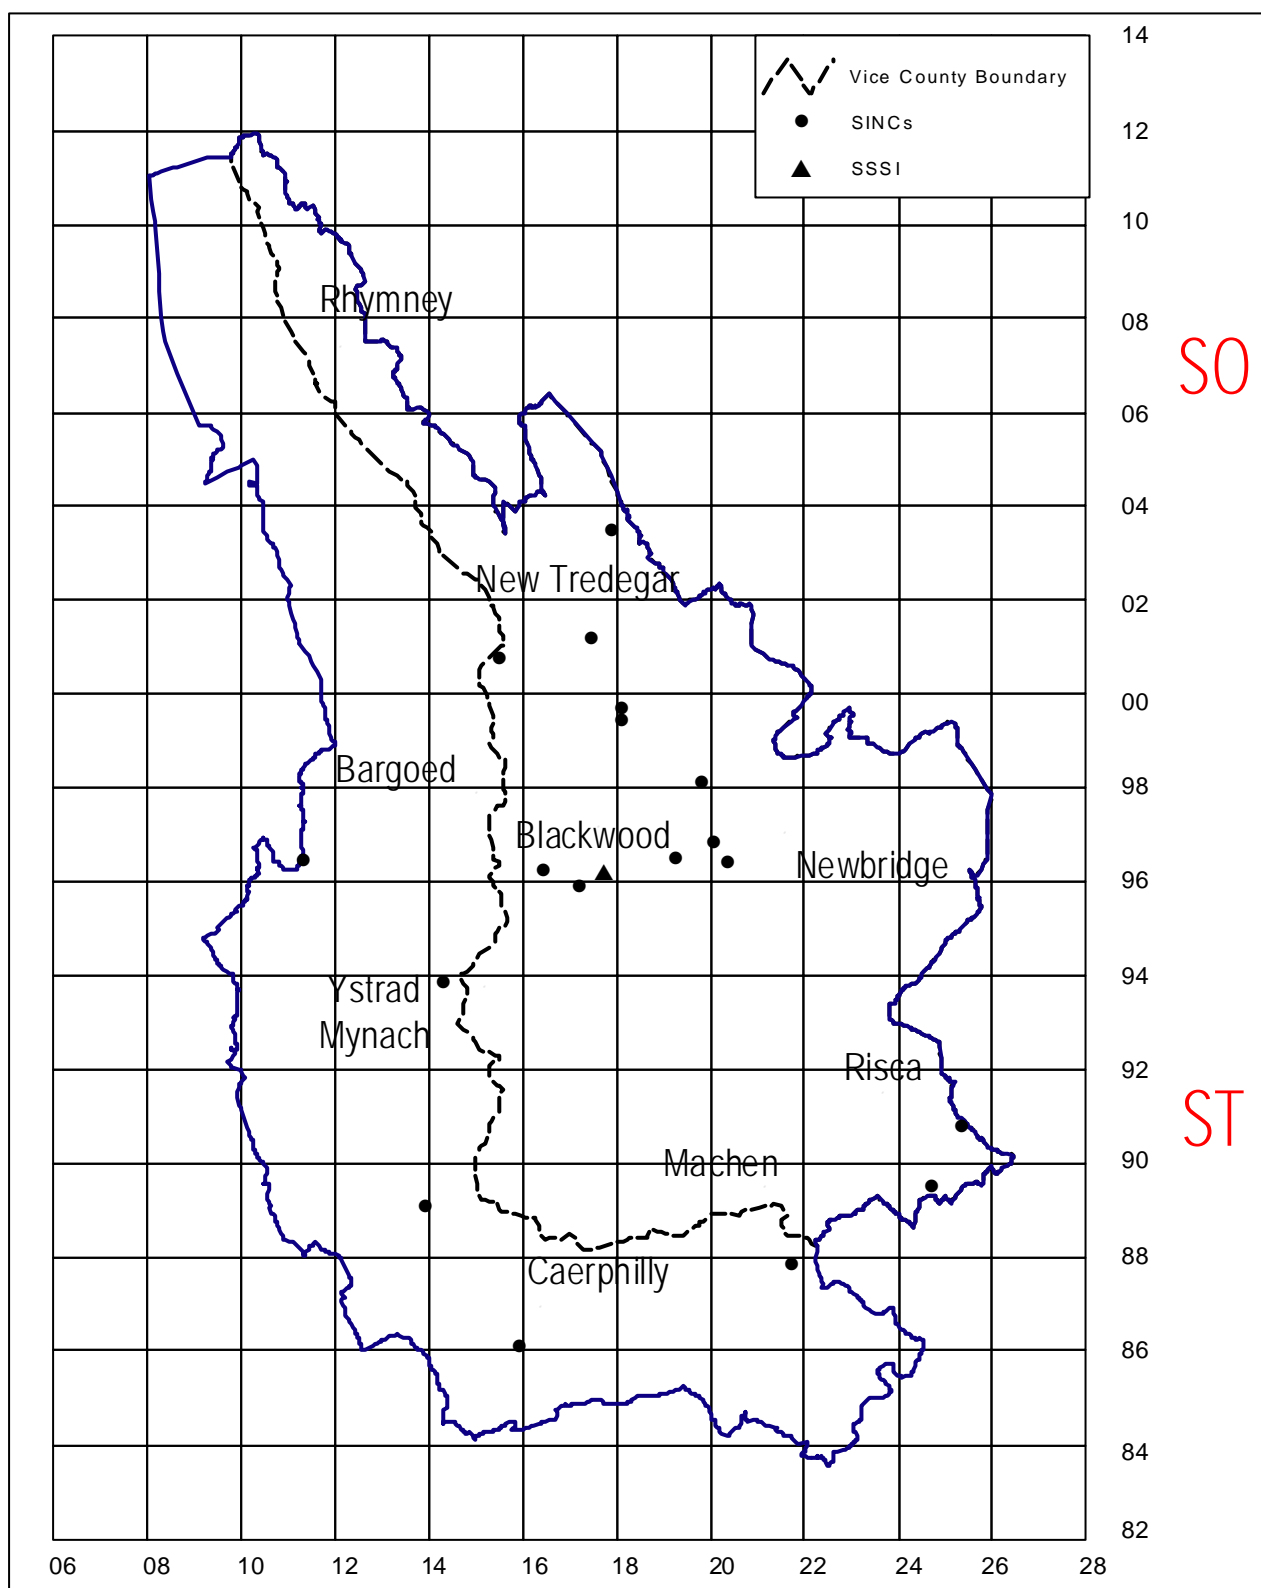 14
Vice County Boundary
SINCs
12
SSSI
10
Rhymney
08
SO
06
04
New Tredegar
02
00
Bargoed
98
Blackwood
Newbridge
96
94
Ystrad
Mynach
Risca
92
ST
Machen
90
88
Caerphilly
86
84
82
06 08 10 12 14 16 18 20 22 24 26 28